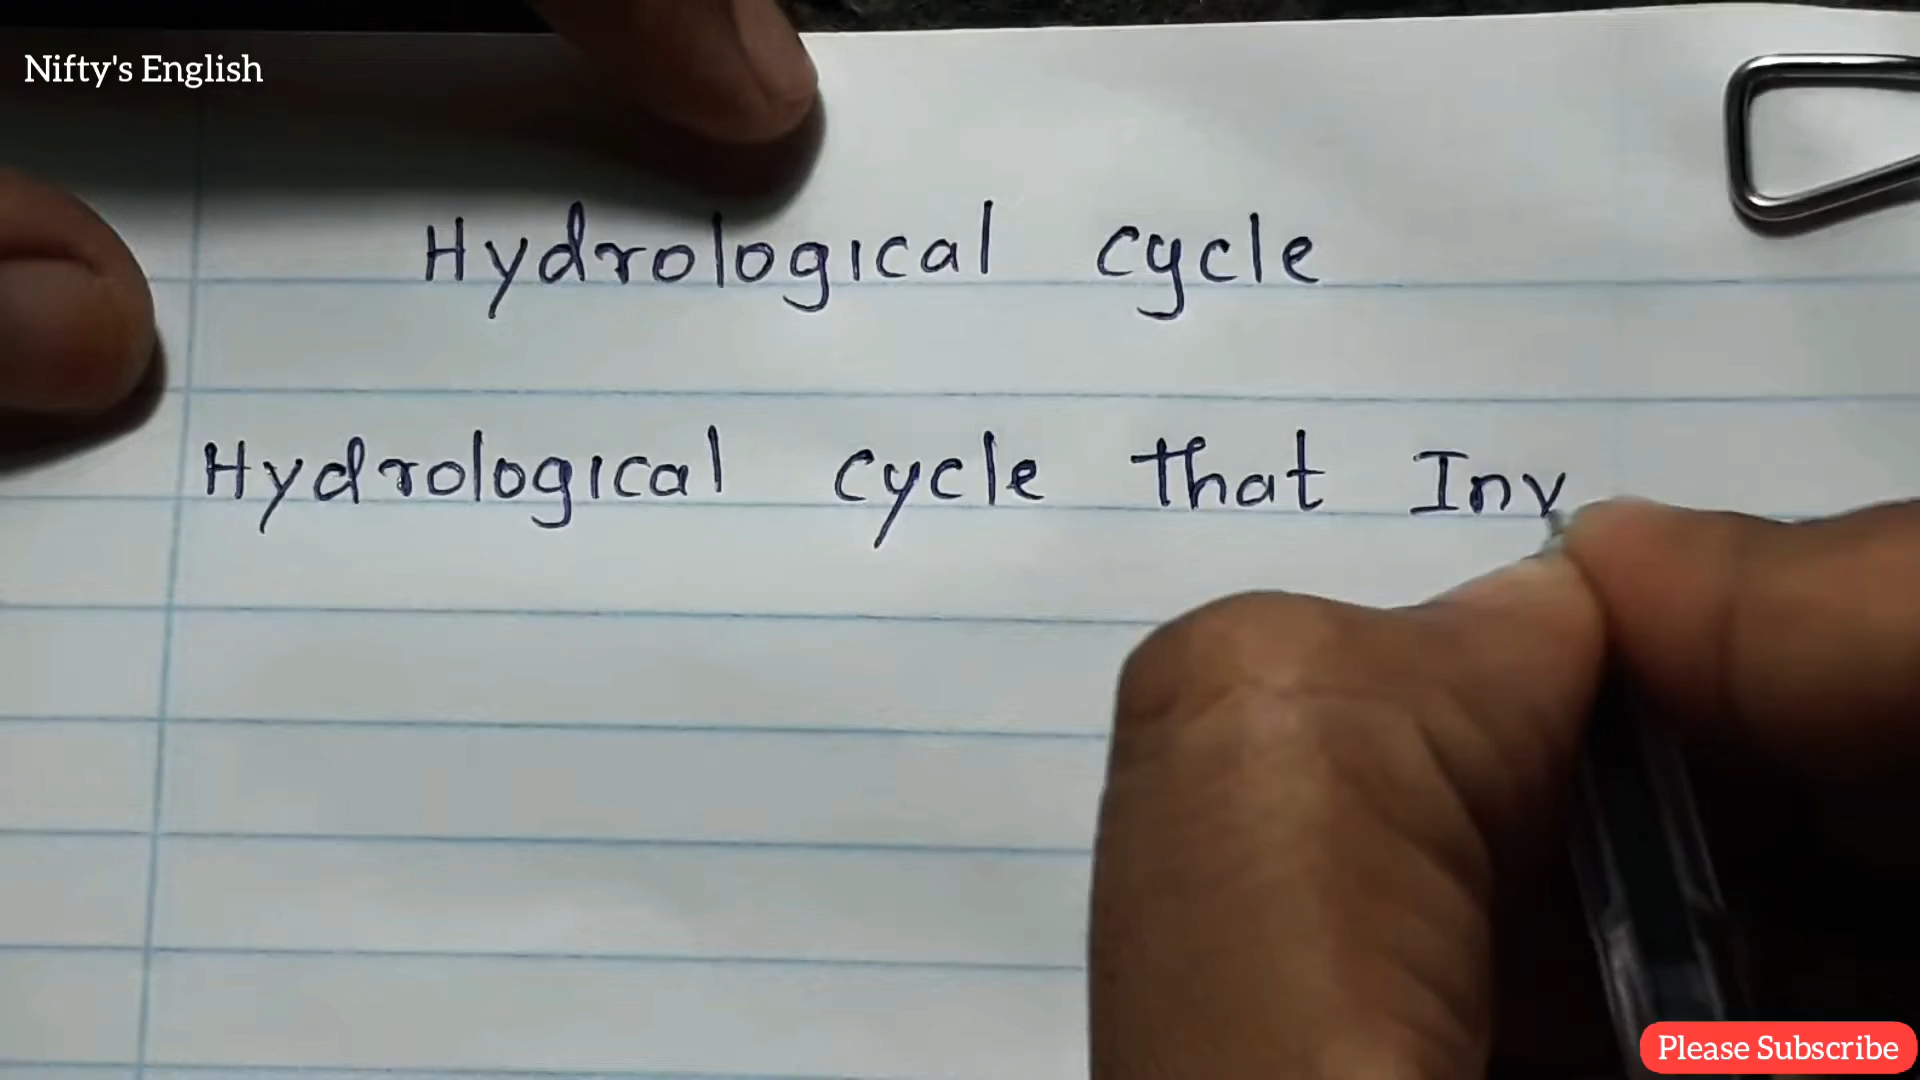 Nifty's English
Hydrological cycle
Hydrological cycle that Inv
Please Subscribe